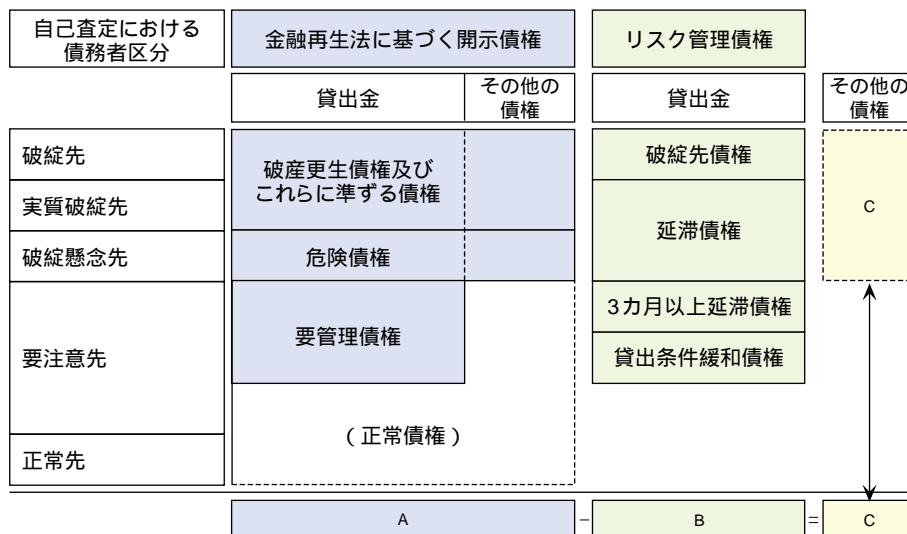 自己査定における
債務者区分
金融再生法に基づく開示債権
リスク管理債権
貸出金
その他の
債権
貸出金
その他の
債権
破綻先
破産更生債権及び
これらに準ずる債権
破綻先債権
実質破綻先
延滞債権
C
破綻懸念先
危険債権
要注意先
要管理債権
3カ月以上延滞債権
貸出条件緩和債権
(正常債権)
正常先
A
−
B
=
C